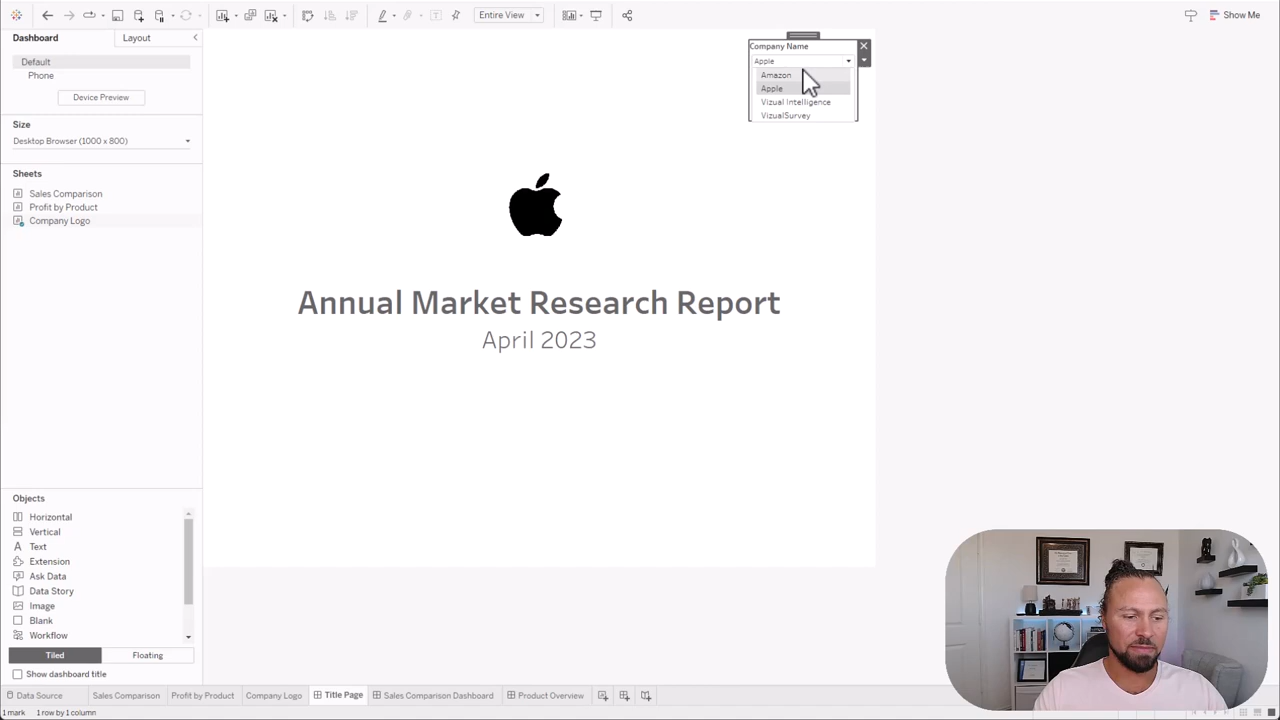 Entire View
Show Me
Dashboard
Layout
Default
Phone
Device Preview
Size
Desktop Browser (1000 x 800)
Sheets
Sales Comparison
Profit by Product
Company Logo
Company Name
Apple
Amazon
Apple
Vizual Intelligence
VizualSurvey
Annual Market Research Report
April 2023
Objects
Horizontal
Vertical
A Text
Extension
Ask Data
Data Story
Image
Blank
Workflow
Tiled
Floating
Show dashboard title
Data Source
Sales Comparison
Profit by Product
Company Logo
Title Page
Sales Comparison Dashboard
Product Overview
1 mark
1 row by 1 column